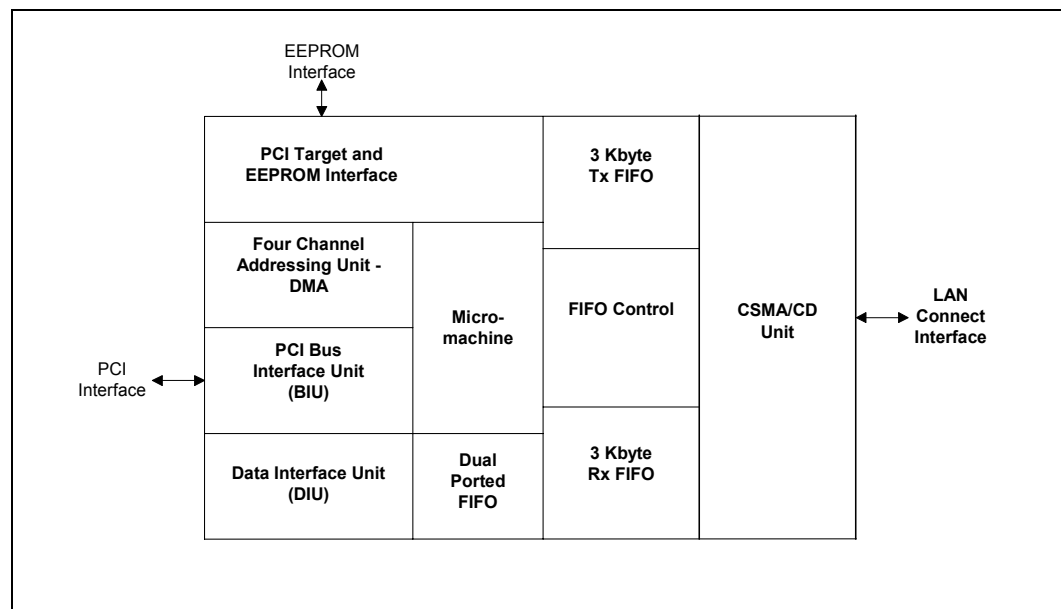 EEPROM
Interface
PCI Target and
EEPROM Interface
3 Kbyte
Tx FIFO
Four Channel
Addressing Unit -
DMA
Micro-
machine
FIFO Control
CSMA/CD
Unit
LAN
Connect
Interface
PCI
Interface
PCI Bus
Interface Unit
(BIU)
Data Interface Unit
(DIU)
Dual
Ported
FIFO
3 Kbyte
Rx FIFO